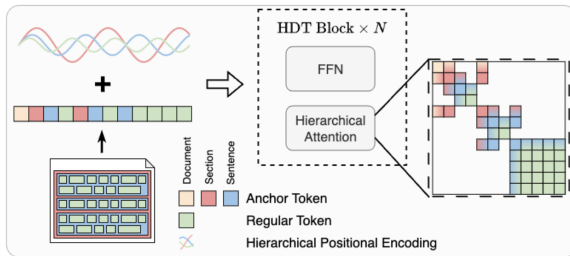 HDT Block × N
FFN
Hierarchical
Attention
Document
Section
Sentence
Anchor Token
Regular Token
Hierarchical Positional Encoding